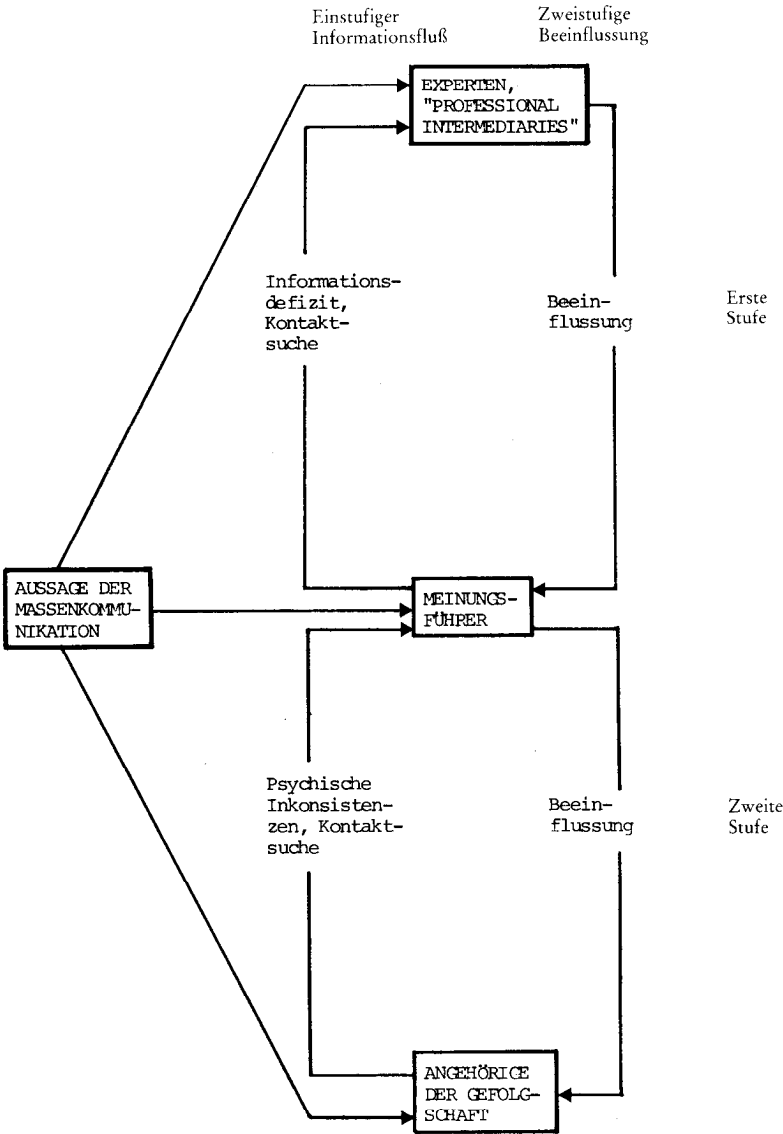 Einstufiger
Informationsfluß
Zweistufige
Beeinflussung
EXPERTEN,
"PROFESSIONAL
INTERMEDIARIES"
Informations-
defizit,
Kontakt-
suche
Beein-
flussung
Erste
Stufe
AUSSAGE DER
MASSENKOMMU-
NIKATION
MEINUNGS-
FÜHRER
Psychische
Inkonsisten-
zen, Kontakt-
suche
Beein-
flussung
Zweite
Stufe
ANGEHÖRIGE
DER GEFOLG-
SCHAFT